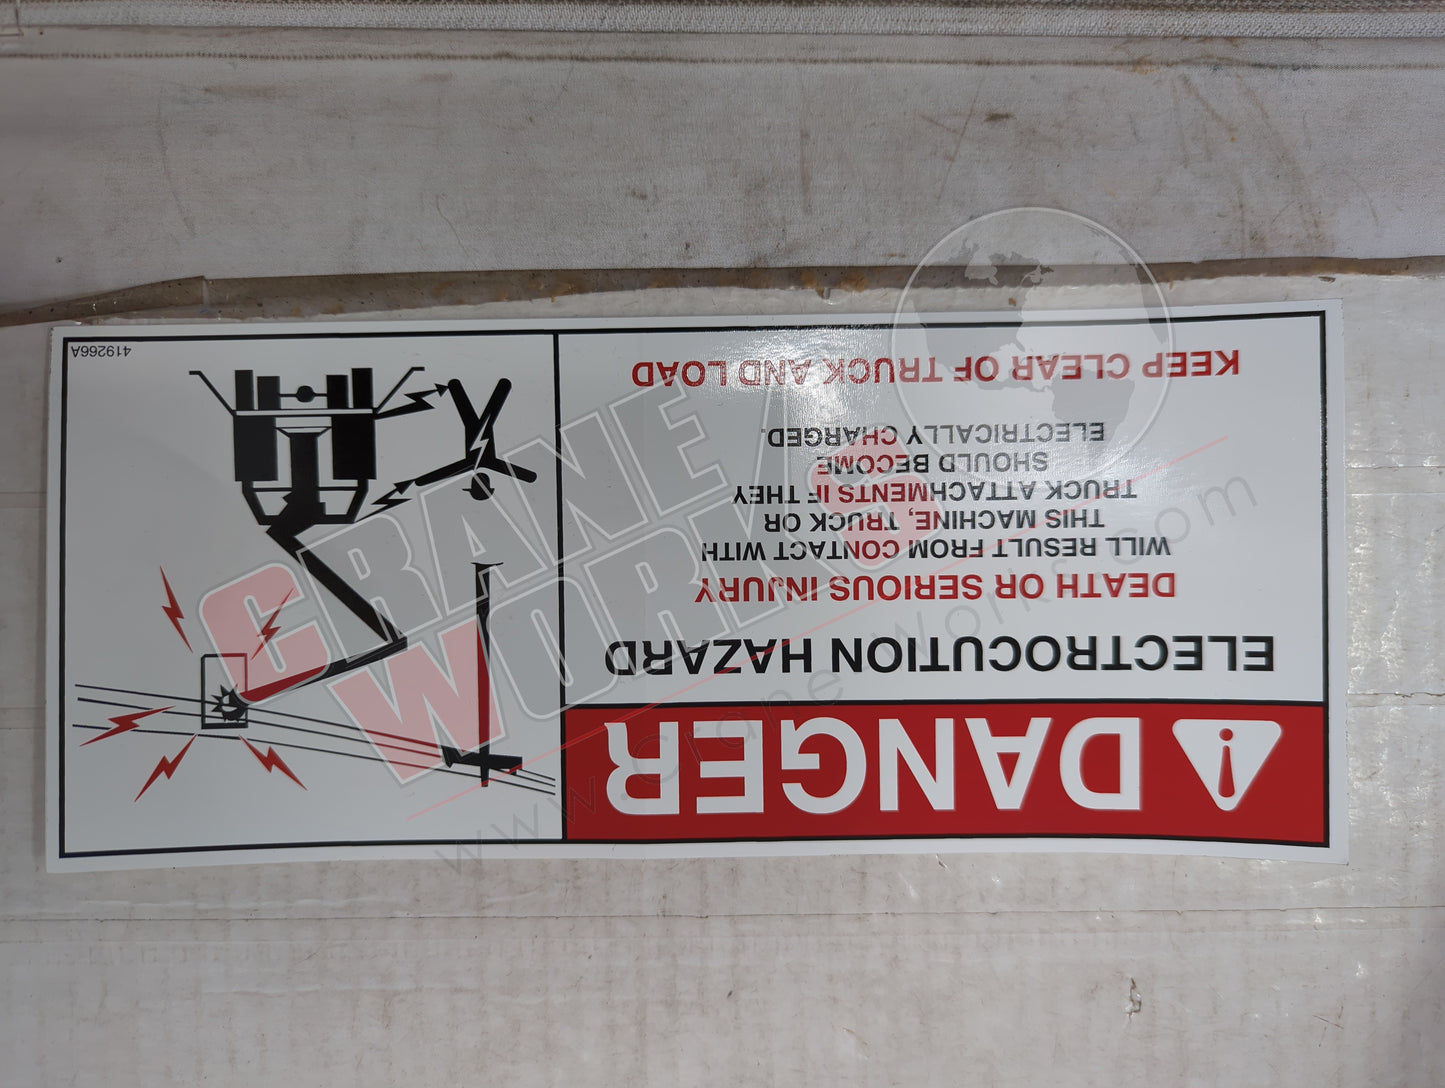 DANGER
ELECTROCUTION HAZARD
DEATH OR SERIOUS INJURY
WILL RESULT FROM CONTACT WITH
THIS MACHINE, TRUCK OR
TRUCK ATTACHMENTS IF THEY
SHOULD BECOME
ELECTRICALLY CHARGED.
KEEP CLEAR OF TRUCK AND LOAD
419266A
CRANE
WORKS
www.craneworks.com